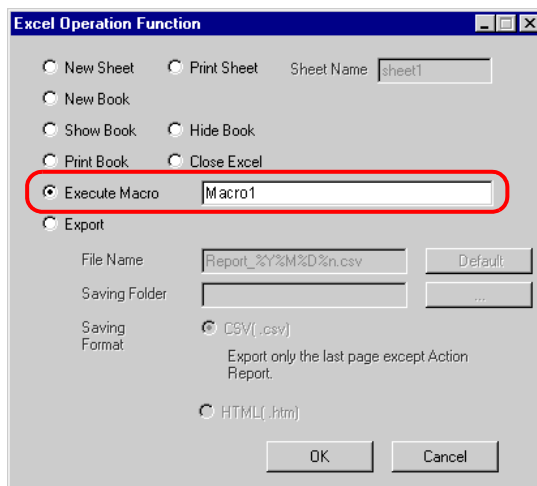 Excel Operation Function
New Sheet Print Sheet Sheet Name sheet1
New Book
Show Book Hide Book
Print Book Close Excel
Execute Macro Macro1
Export
File Name Report_%Y%M%D%n.csv Default
Saving Folder ...
Saving Format CSV( .csv)
Export only the last page except Action
Report.
HTML( .htm)
OK Cancel